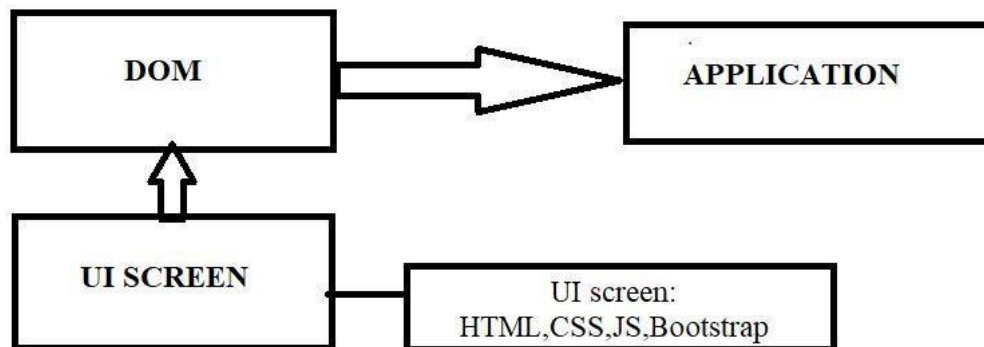 DOM
APPLICATION
UI SCREEN
UI screen:
HTML,CSS,JS,Bootstrap